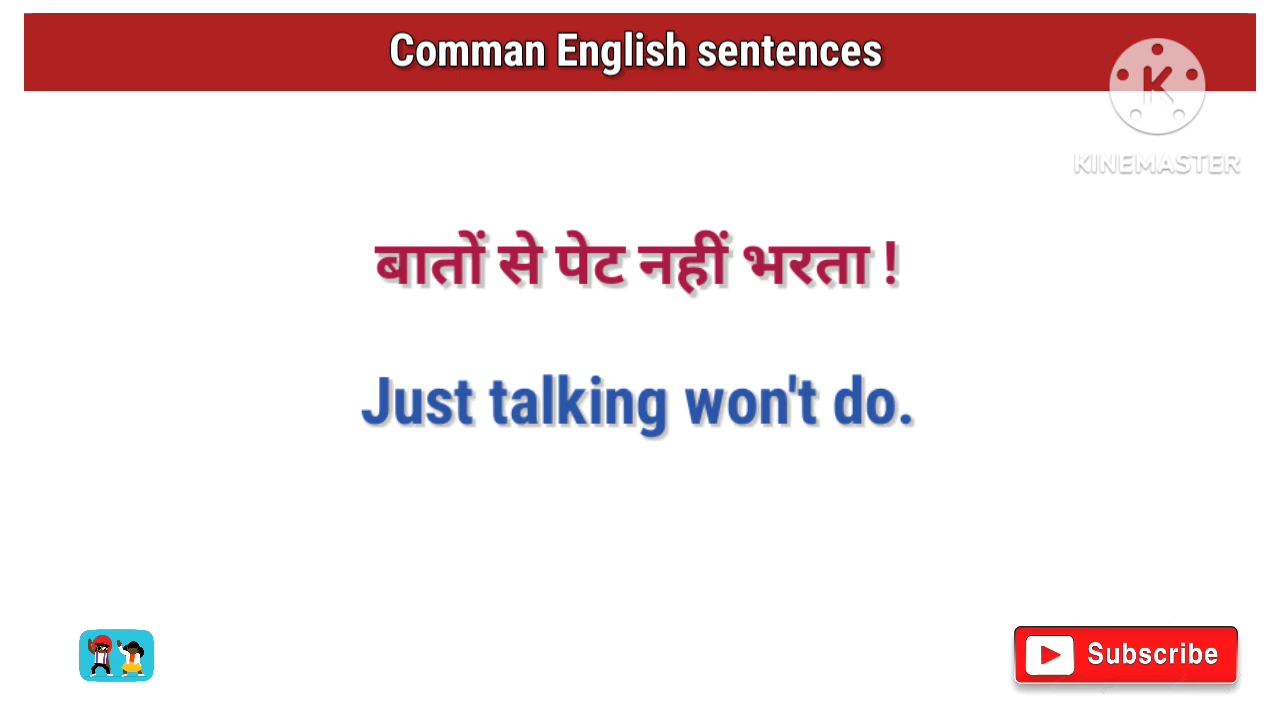 Comman English sentences
KINEMASTER
बातों से पेट नहीं भरता !
Just talking won't do.
Subscribe